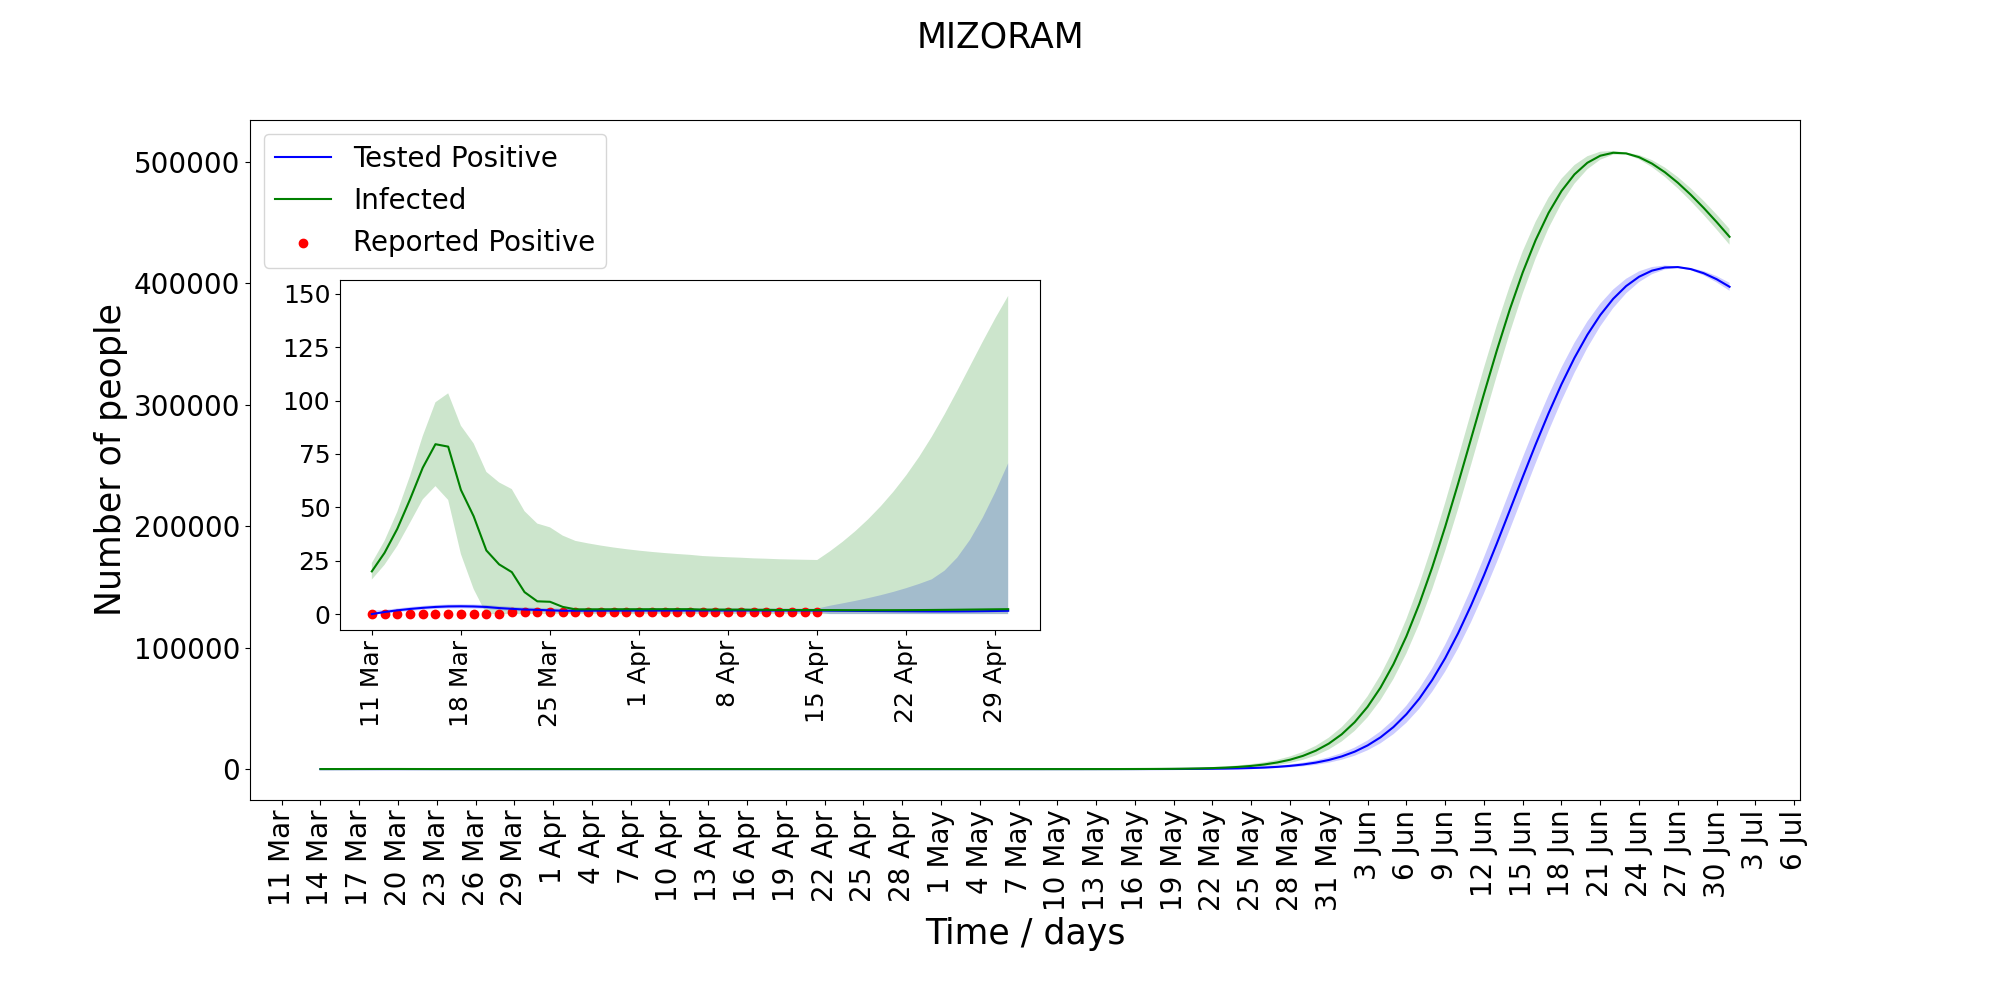 MIZORAM
Tested Positive
Infected
Reported Positive
Number of people
500000
400000
300000
200000
100000
0
150
125
100
75
50
25
0
11 Mar
18 Mar
25 Mar
1 Apr
8 Apr
15 Apr
22 Apr
29 Apr
11 Mar
14 Mar
17 Mar
20 Mar
23 Mar
26 Mar
29 Mar
1 Apr
4 Apr
7 Apr
10 Apr
13 Apr
16 Apr
19 Apr
22 Apr
25 Apr
28 Apr
1 May
4 May
7 May
10 May
13 May
16 May
19 May
22 May
25 May
28 May
31 May
3 Jun
6 Jun
9 Jun
12 Jun
15 Jun
18 Jun
21 Jun
24 Jun
27 Jun
30 Jun
3 Jul
6 Jul
Time / days